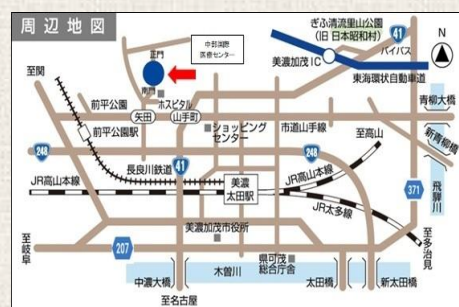 周辺地図
中部国際
医療センター
ぎふ清流里山公園
(旧 日本昭和村)
41
バイパス
N
至関
正門
南門
美濃加茂IC
東海環状自動車道
ホスピタル
青柳大橋
前平公園
矢田
山手町
前平公園駅
ショッピング
センター
市道山手線
至高山
新青柳橋
248
長良川鉄道
41
248
飛騨川
JR高山本線
美濃
太田駅
JR高山本線
371
JR太多線
至岐阜
美濃加茂市役所
至多治見
207
県可茂
総合庁舎
中濃大橋
木曽川
太田橋
新太田橋
至名古屋